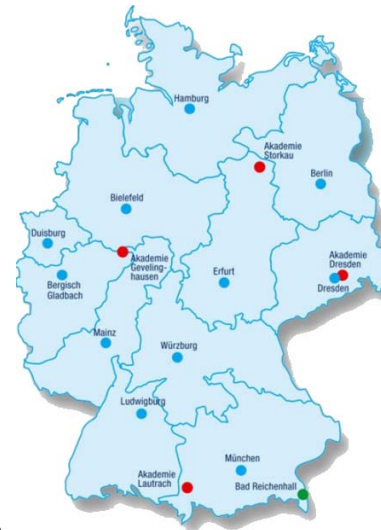 Hamburg
Akademie
Storkau
Berlin
Bielefeld
Duisburg
Akademie
Geveling-
hausen
Bergisch
Gladbach
Erfurt
Akademie
Dresden
Dresden
Mainz
Würzburg
Ludwigburg
München
Akademie
Lautrach
Bad Reichenhall